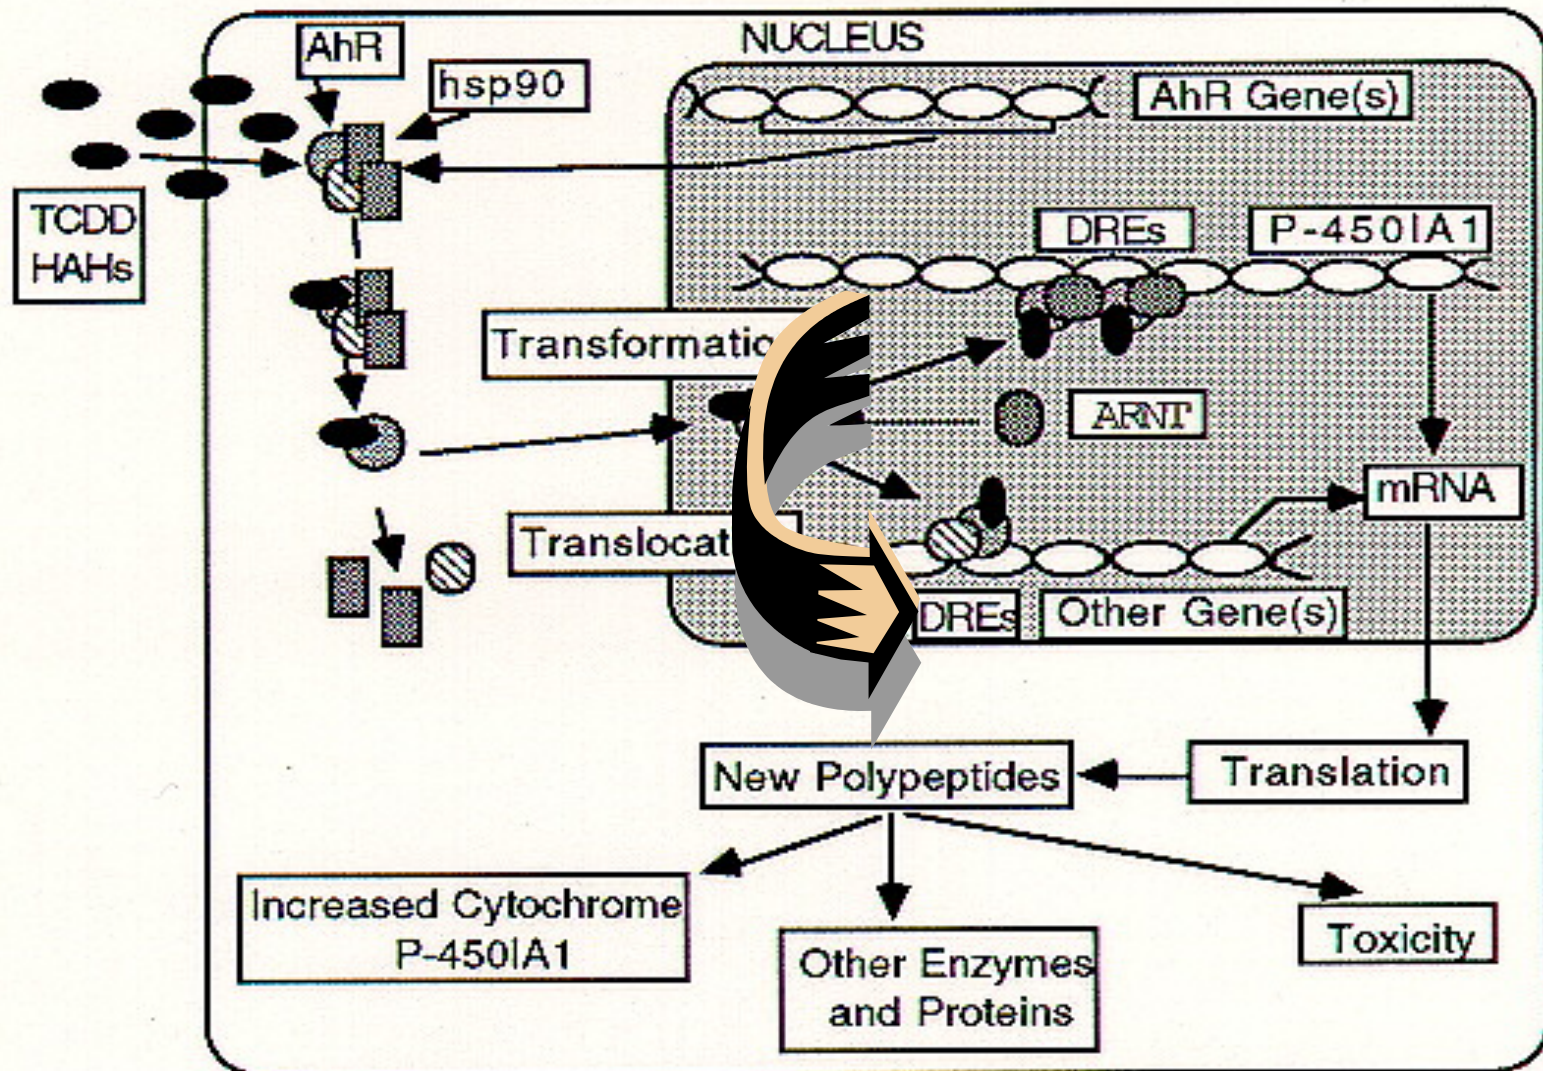 NUCLEUS
AhR
hsp90
AhR Gene(s)
TCDD
HAHs
DREs
P-450IA1
Transformatio
ARNT
mRNA
Translocat
DREs
Other Gene(s)
New Polypeptides
Translation
Increased Cytochrome
P-450IA1
Other Enzymes
and Proteins
Toxicity